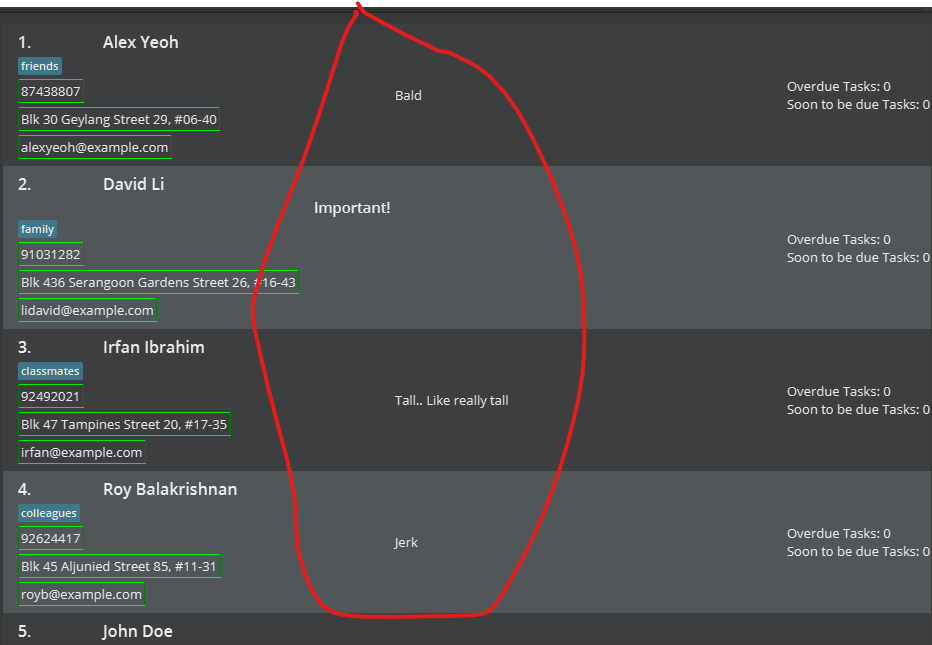 1. Alex Yeoh
friends
87438807
Bald
Overdue Tasks: 0
Soon to be due Tasks: 0
Blk 30 Geylang Street 29, #06-40
alexyeoh@example.com
2. David Li
Important!
family
91031282
Overdue Tasks: 0
Soon to be due Tasks: 0
Blk 436 Serangoon Gardens Street 26, #16-43
lidavid@example.com
3. Irfan Ibrahim
classmates
92492021
Tall.. Like really tall
Overdue Tasks: 0
Soon to be due Tasks: 0
Blk 47 Tampines Street 20, #17-35
irfan@example.com
4. Roy Balakrishnan
colleagues
92624417
Jerk
Overdue Tasks: 0
Soon to be due Tasks: 0
Blk 45 Aljunied Street 85, #11-31
royb@example.com
5. John Doe